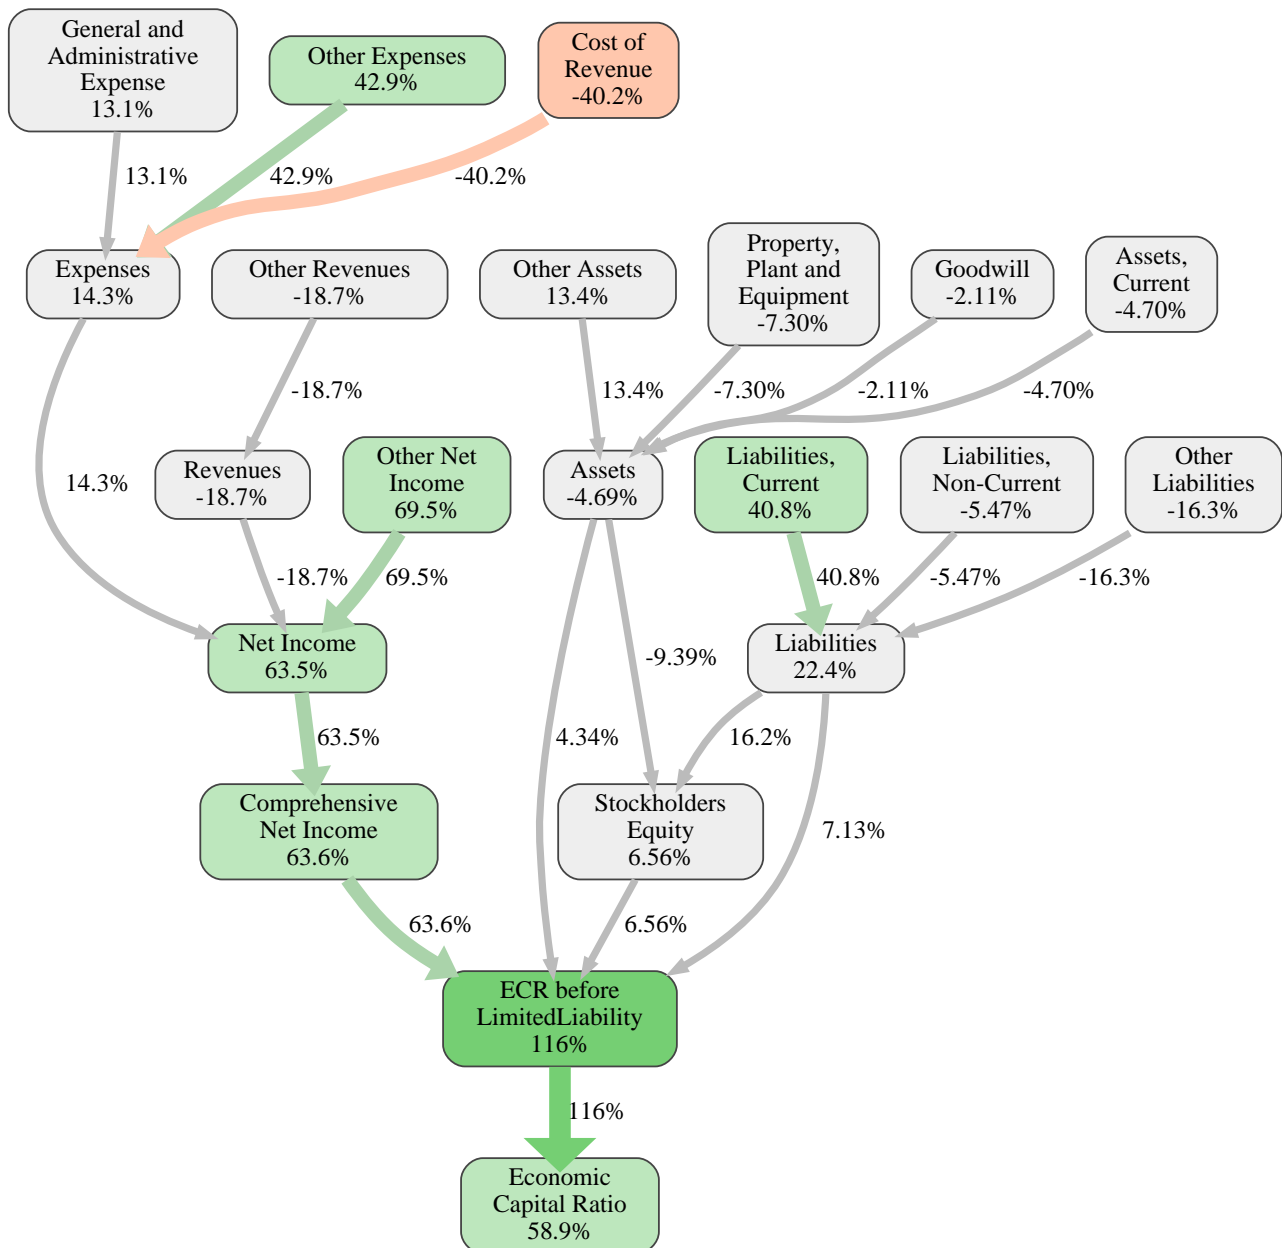 General and
Administrative
Expense
13.1%
Other Expenses
42.9%
Cost of
Revenue
-40.2%
13.1%
42.9%
-40.2%
Expenses
14.3%
Other Revenues
-18.7%
Other Assets
13.4%
Property,
Plant and
Equipment
-7.30%
Goodwill
-2.11%
Assets,
Current
-4.70%
-18.7%
13.4%
-7.30%
-2.11%
-4.70%
14.3%
Revenues
-18.7%
Other Net
Income
69.5%
Assets
-4.69%
Liabilities,
Current
40.8%
Liabilities,
Non-Current
-5.47%
Other
Liabilities
-16.3%
-18.7%
69.5%
40.8%
-5.47%
-16.3%
Net Income
63.5%
-9.39%
Liabilities
22.4%
63.5%
4.34%
16.2%
7.13%
Comprehensive
Net Income
63.6%
Stockholders
Equity
6.56%
63.6%
6.56%
ECR before
LimitedLiability
116%
116%
Economic
Capital Ratio
58.9%